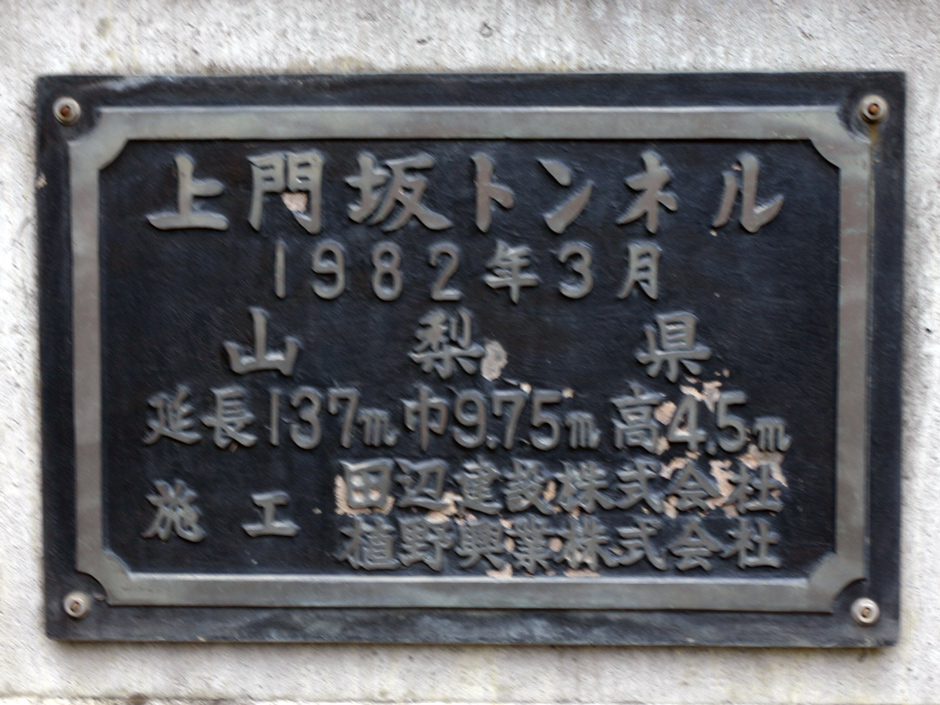 上門坂トンネル
1982年3月
山梨県
延長137m 巾9.75m 高4.5m
施工 田辺建設株式会社
植野興業株式会社